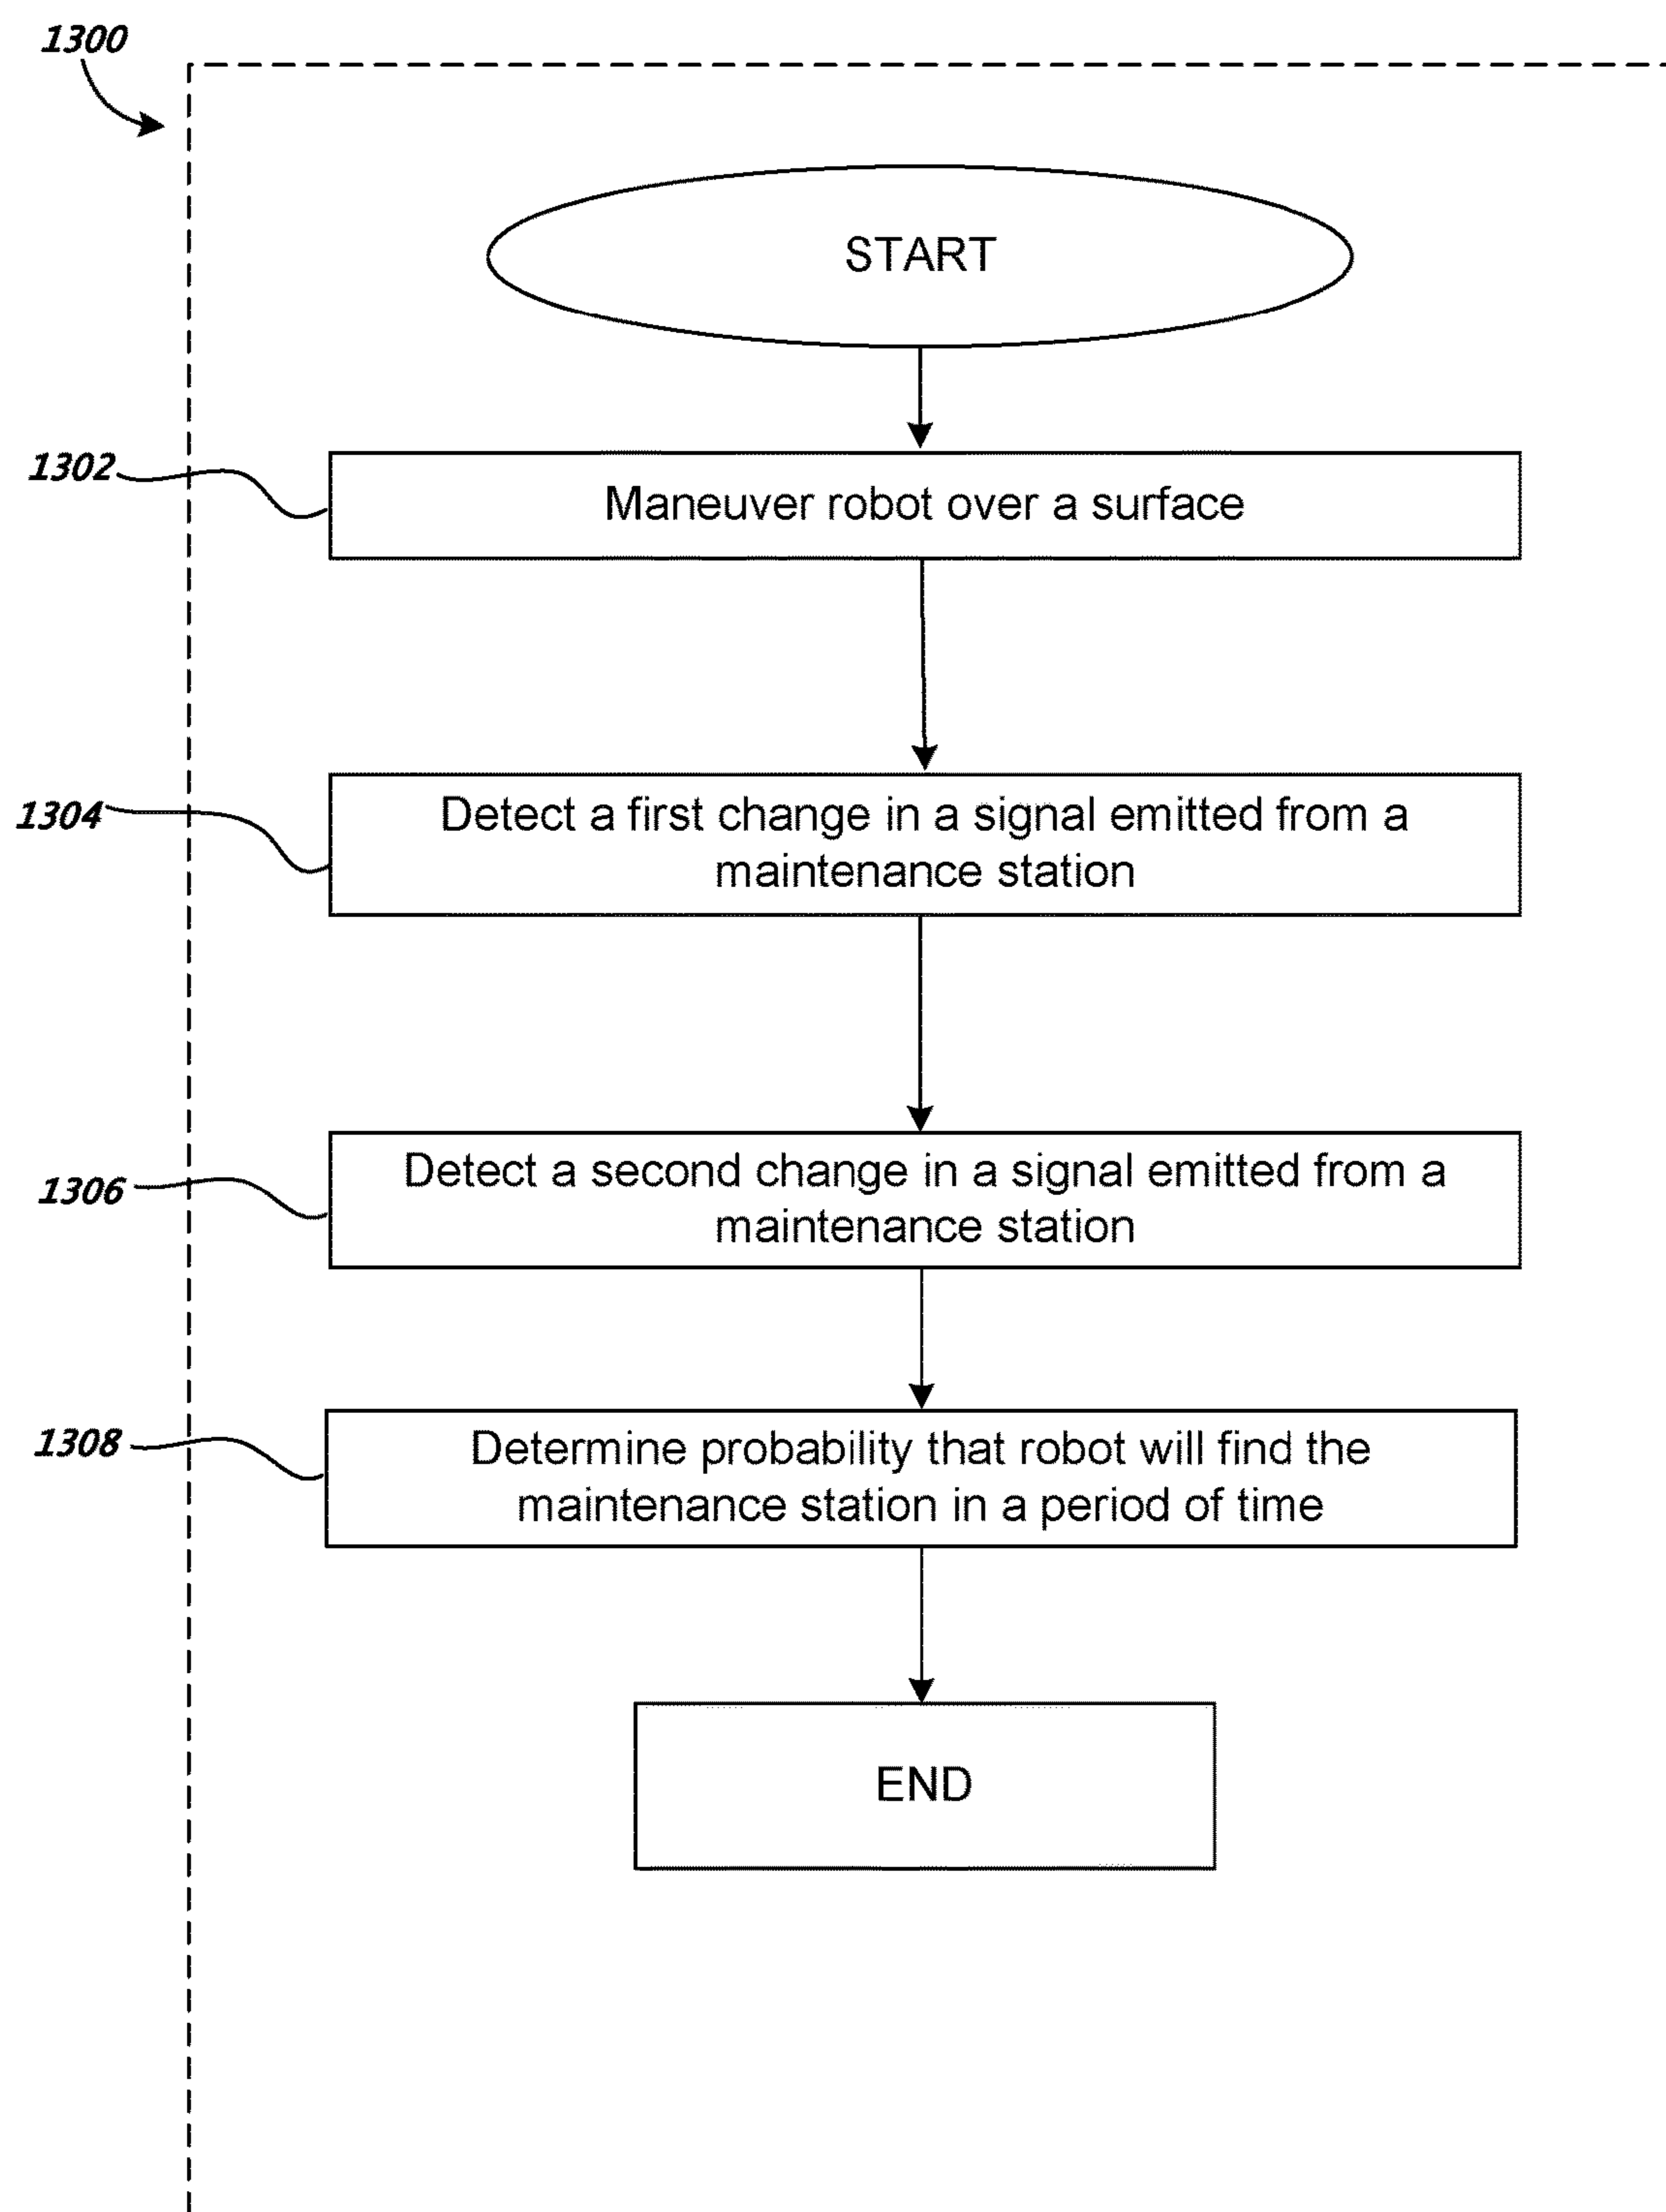 1300
START
1302
Maneuver robot over a surface
1304
Detect a first change in a signal emitted from a
maintenance station
1306
Detect a second change in a signal emitted from a
maintenance station
1308
Determine probability that robot will find the
maintenance station in a period of time
END